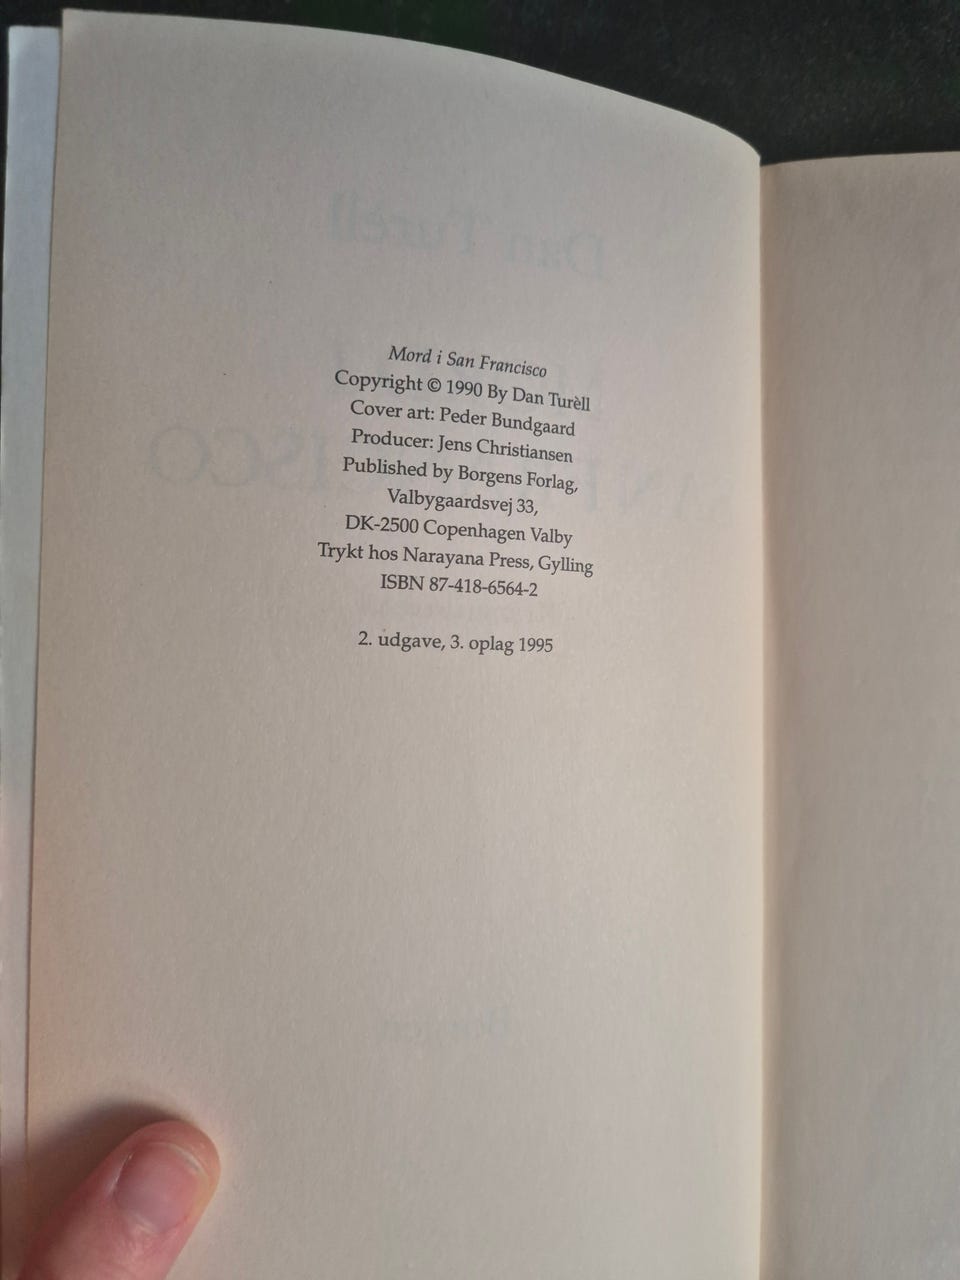 Mord i San Francisco
Copyright © 1990 By Dan Turèll
Cover art: Peder Bundgaard
Producer: Jens Christiansen
Published by Borgens Forlag,
Valbygaardsvej 33,
DK-2500 Copenhagen Valby
Trykt hos Narayana Press, Gylling
ISBN 87-418-6564-2
2. udgave, 3. oplag 1995